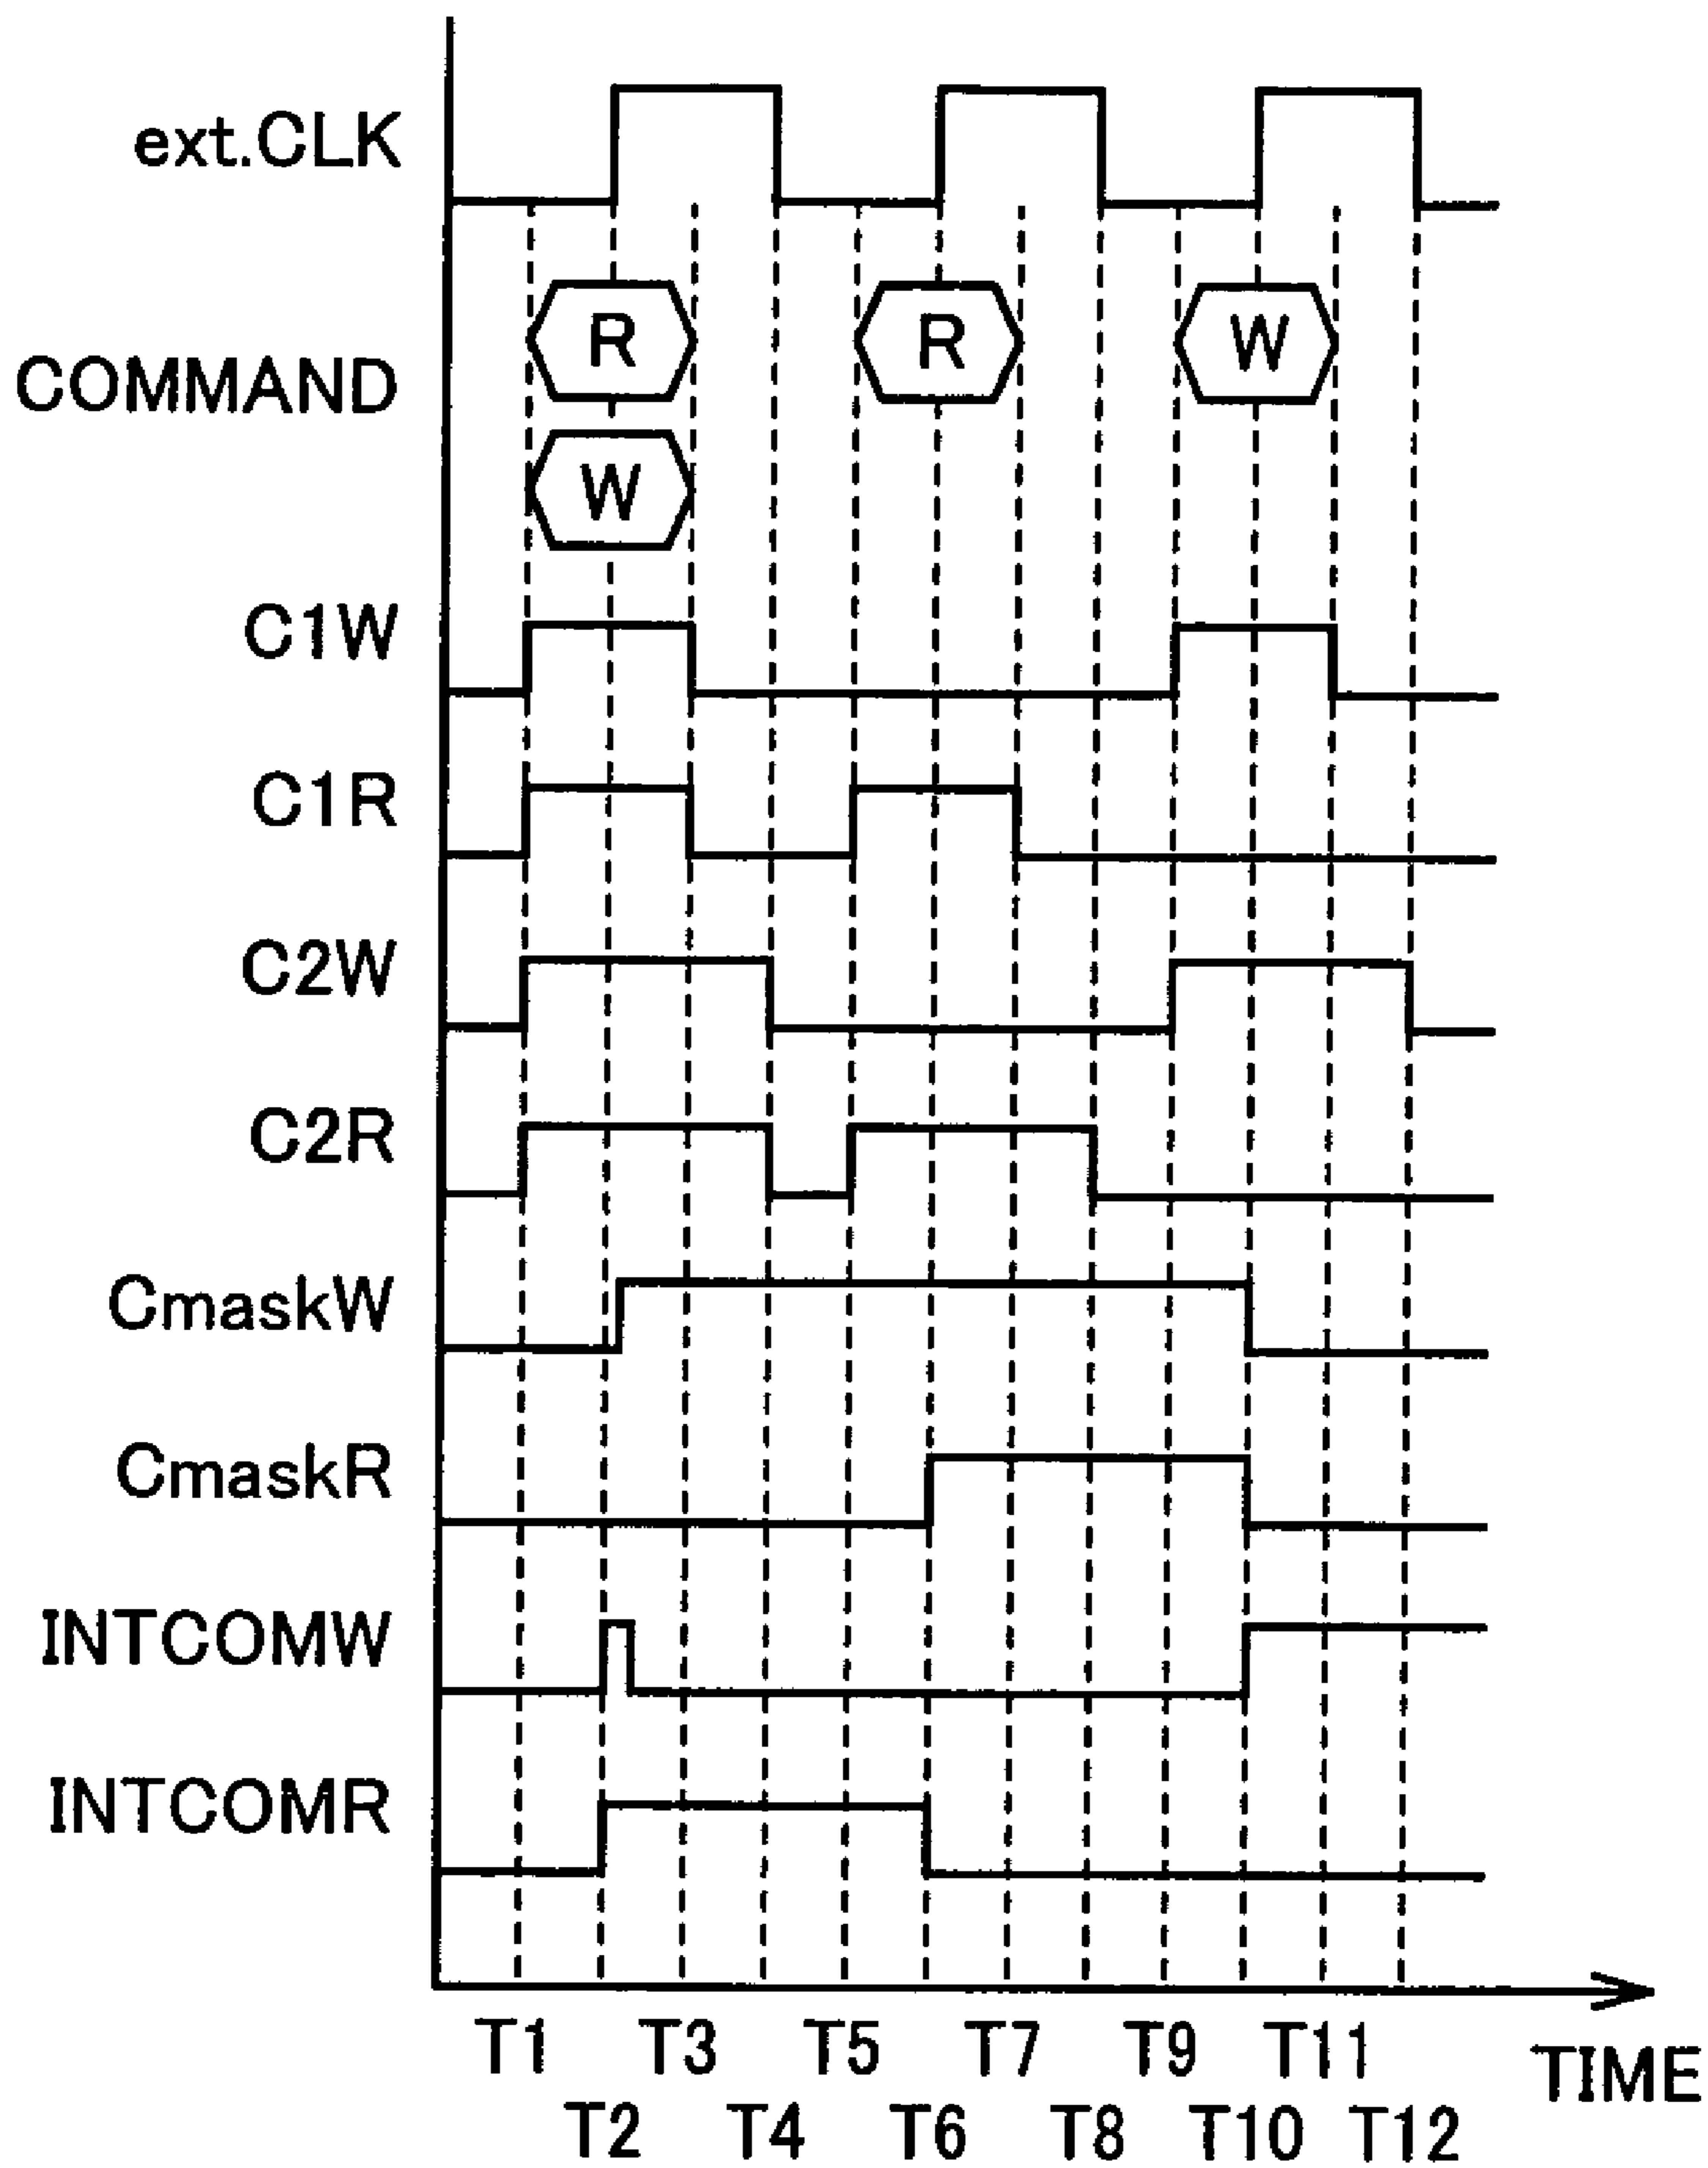 ext.CLK
R R W
COMMAND
W
C1W
C1R
C2W
C2R
CmaskW
CmaskR
INTCOMW
INTCOMR
T1 T3 T5 T7 T9 T11
TIME
T2 T4 T6 T8 T10 T12